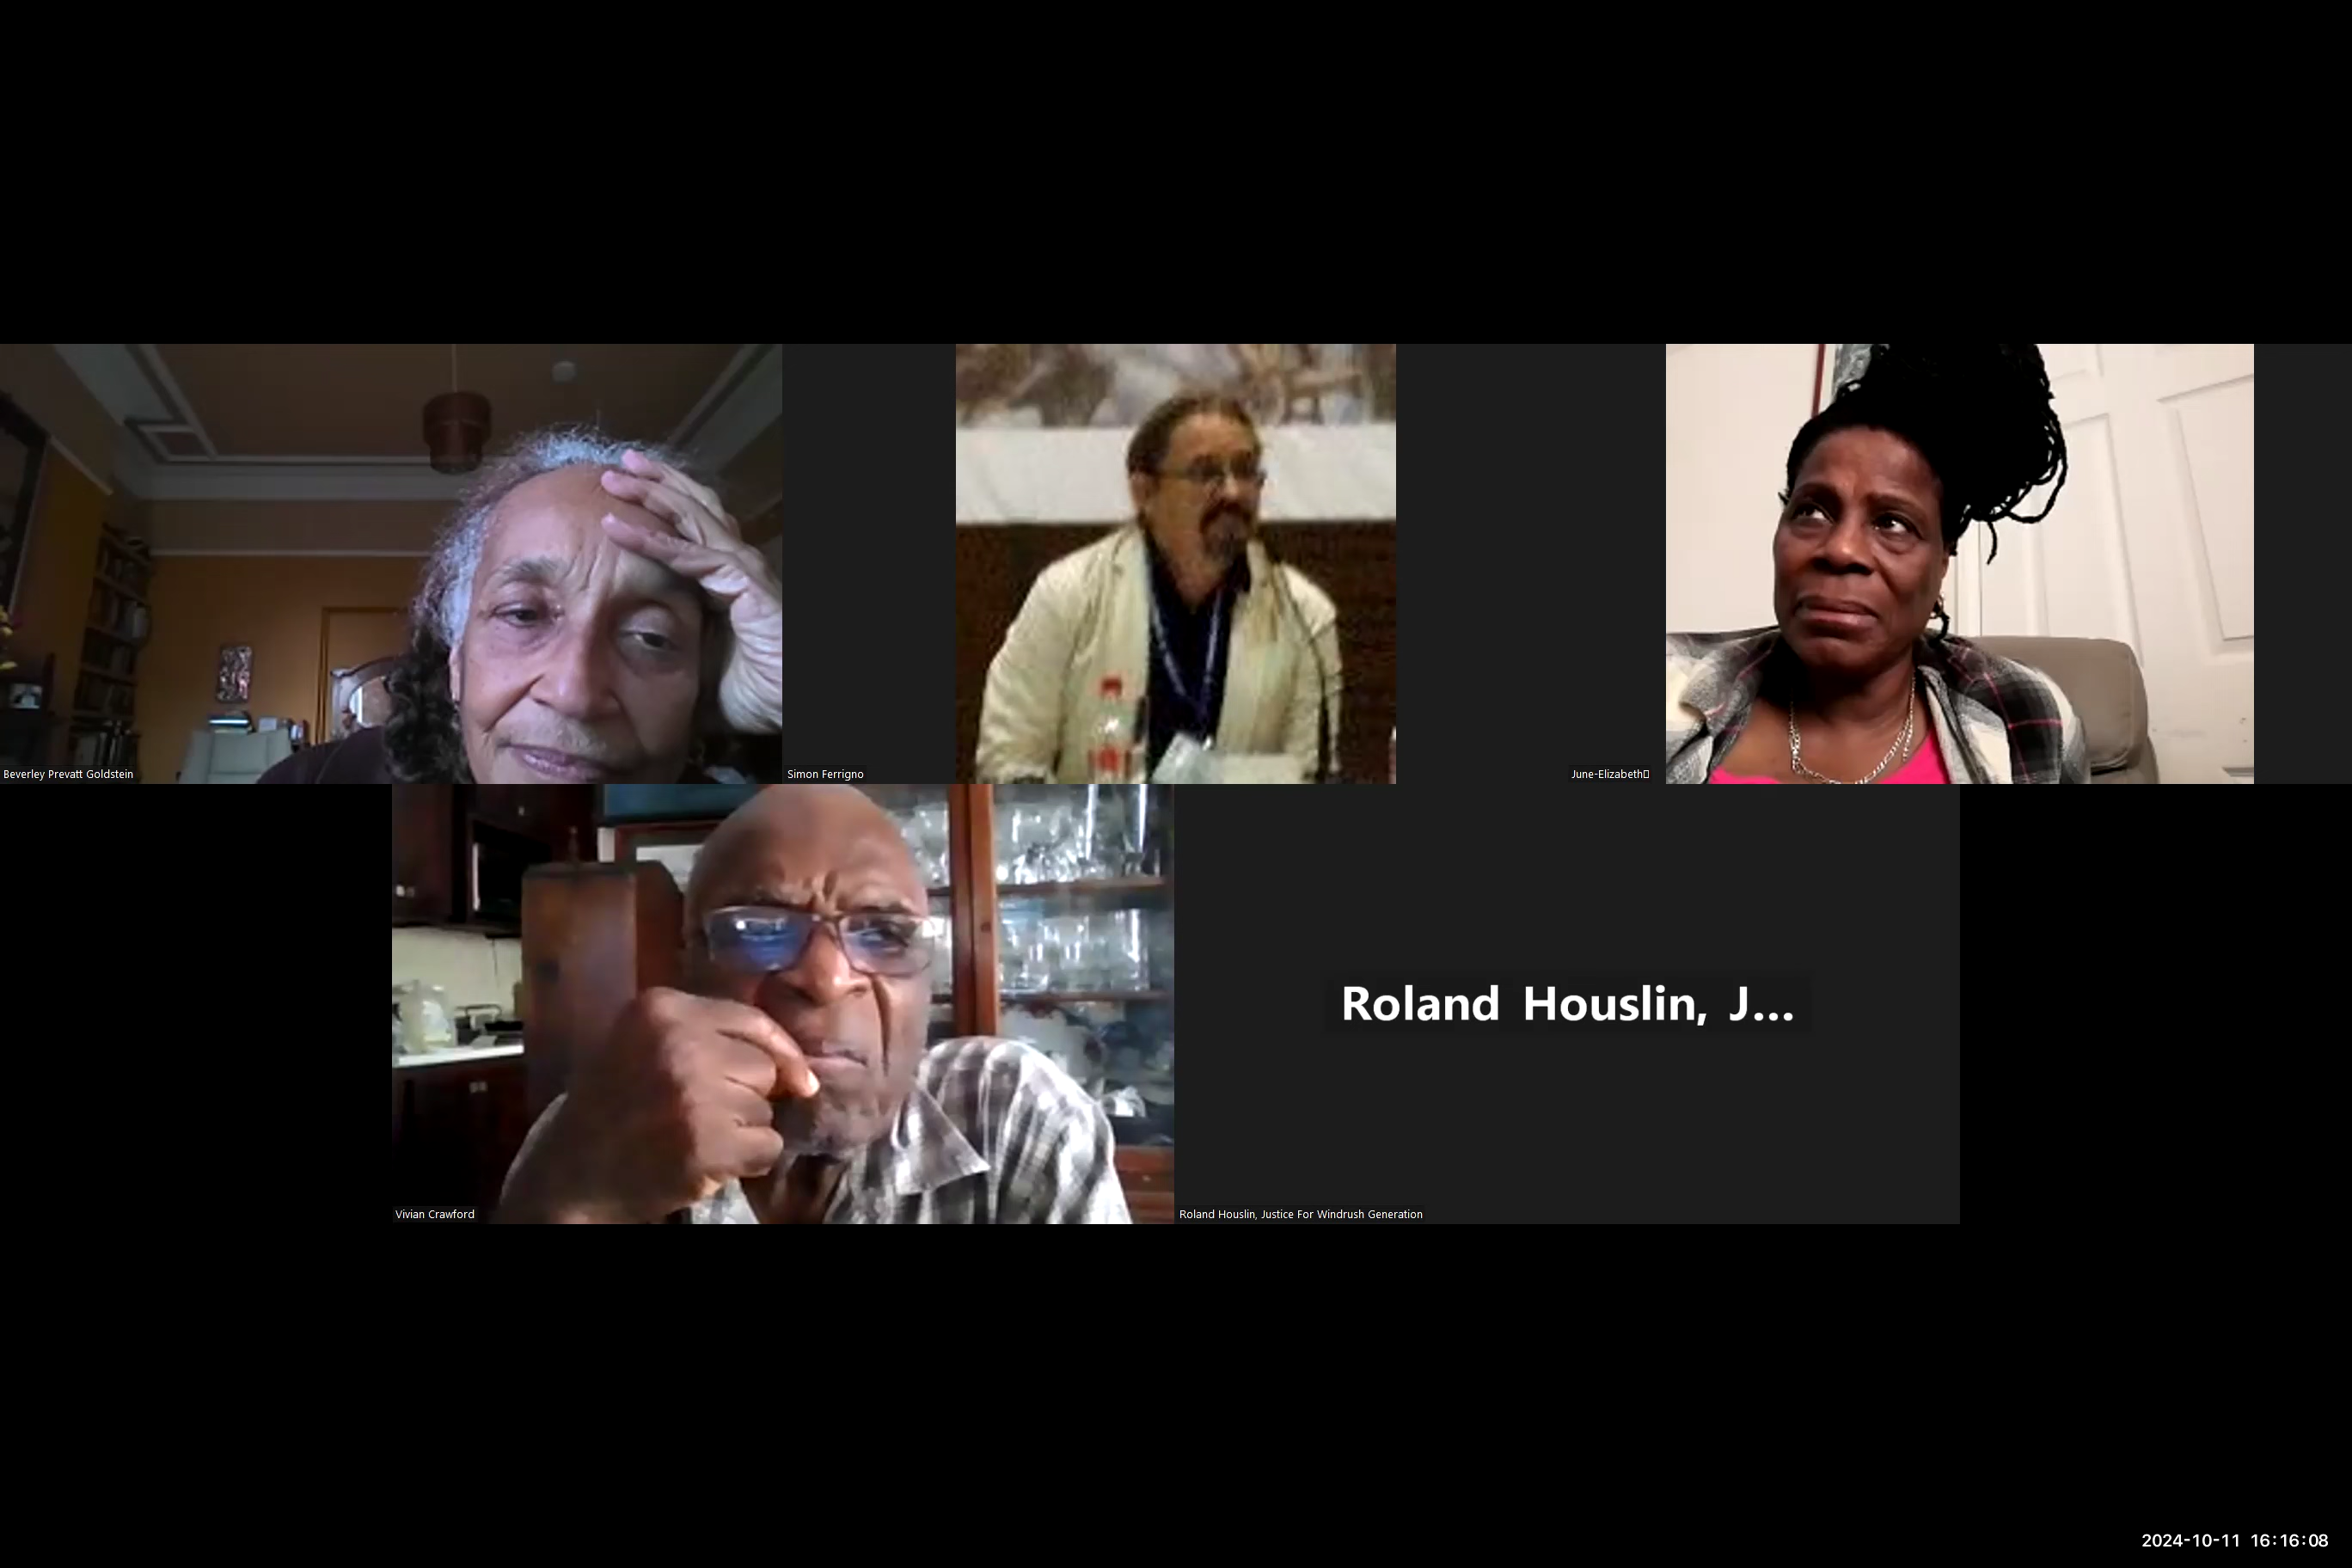 Beverley Prevatt Goldstein
Simon Ferrigno
June-Elizabeth
Roland Houslin, J...
Vivian Crawford
Roland Houslin, Justice For Windrush Generation
2024-10-11 16:16:08